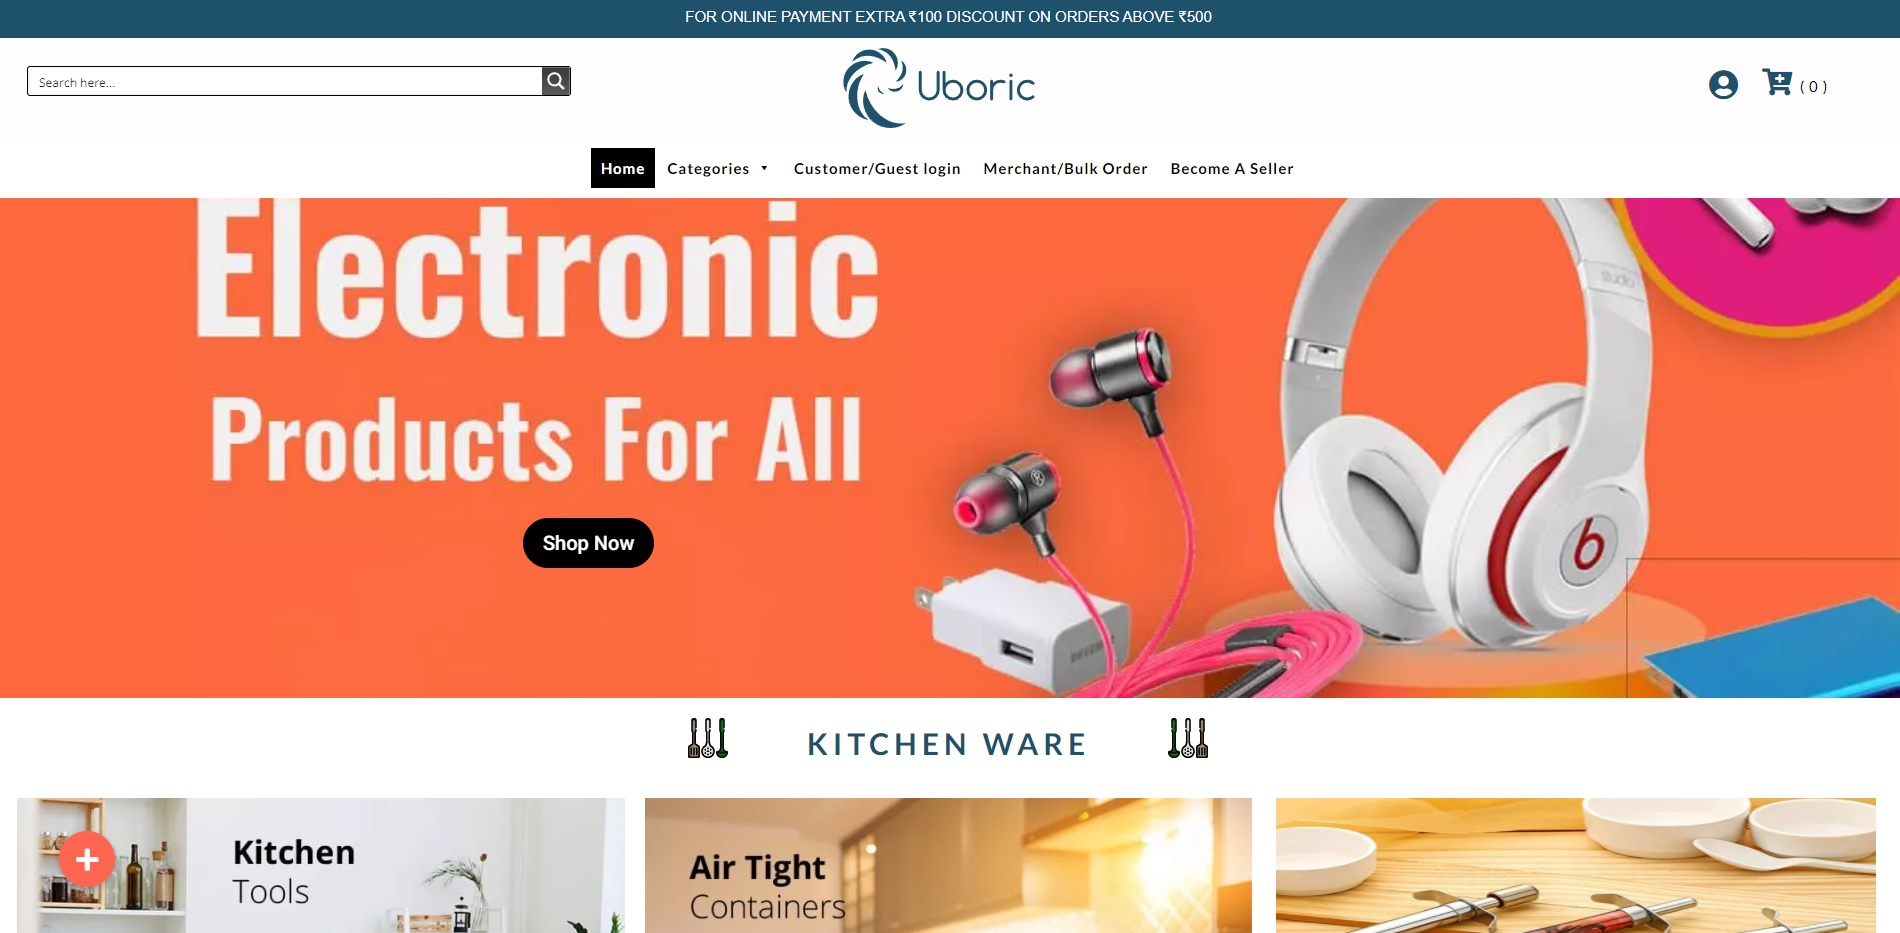 FOR ONLINE PAYMENT EXTRA ₹100 DISCOUNT ON ORDERS ABOVE ₹500
Search here...
Uboric
( 0 )
Home
Categories
Customer/Guest login
Merchant/Bulk Order
Become A Seller
Electronic
Products For All
Shop Now
studio
b
KITCHEN WARE
Kitchen
Tools
Air Tight
Containers